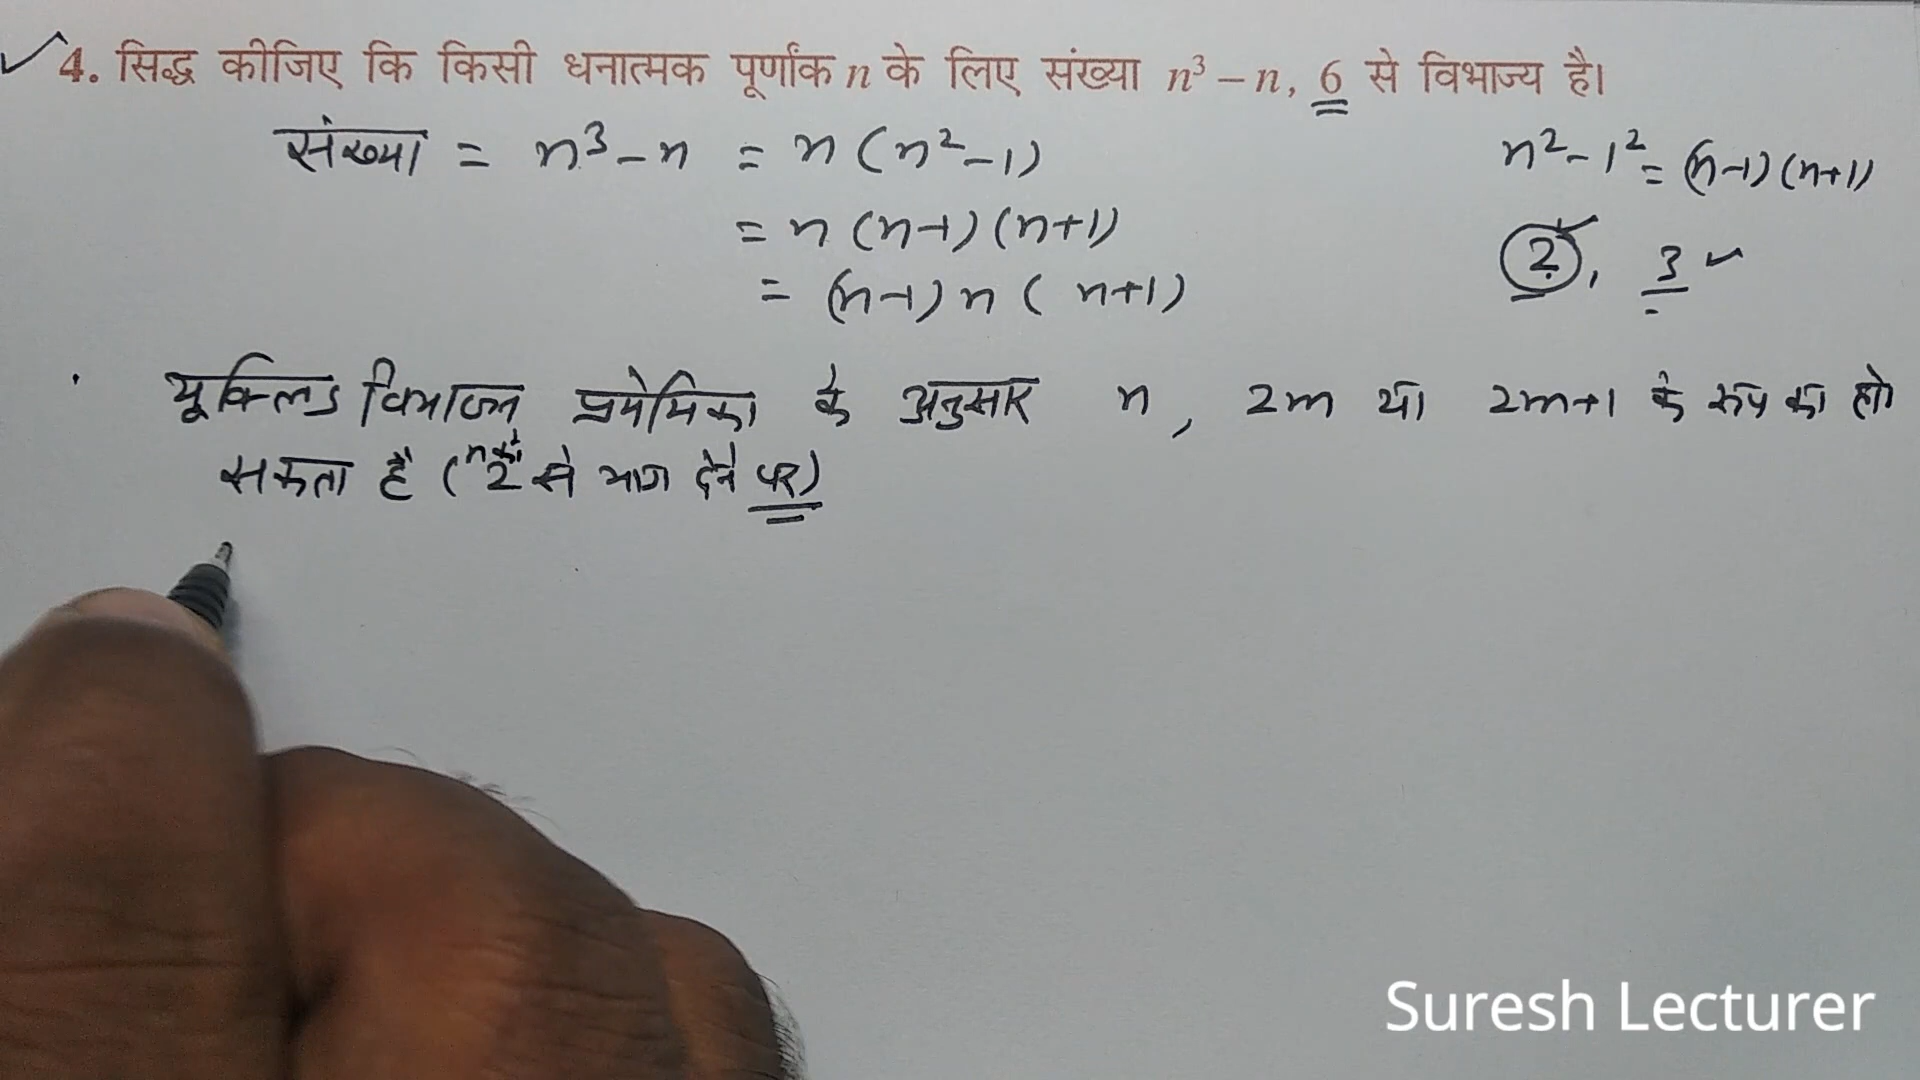 4. सिद्ध कीजिए कि किसी धनात्मक पूर्णांक n के लिए संख्या n³ – n, 6 से विभाज्य है।
संख्या = n³ – n = n (n² – 1)
n² – 1² = (n-1) (n+1)
= n (n-1) (n+1)
2, 3
= (n-1) n ( n+1)
यूक्लिड विभाजन प्रमेयिका के अनुसार n, 2m या 2m+1 के रूप का हो
सकता है (n को 2 से भाग देने पर)
Suresh Lecturer